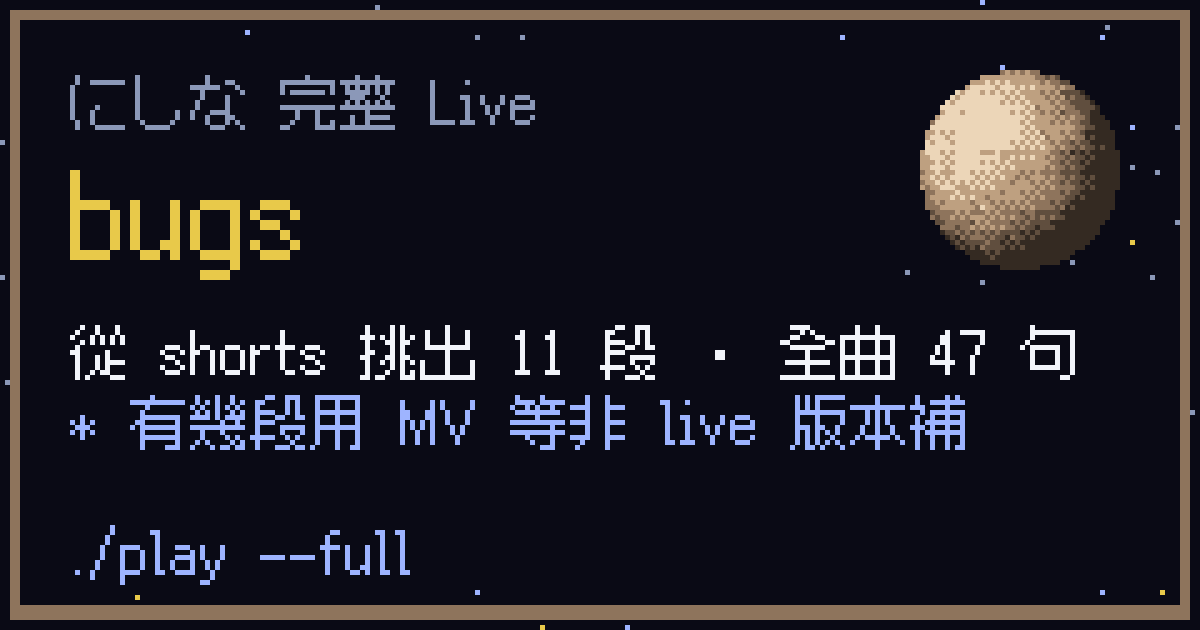 にしな 完整 Live
bugs
從 shorts 挑出 11 段 · 全曲 47 句
* 有幾段用 MV 等非 live 版本補
./play --full